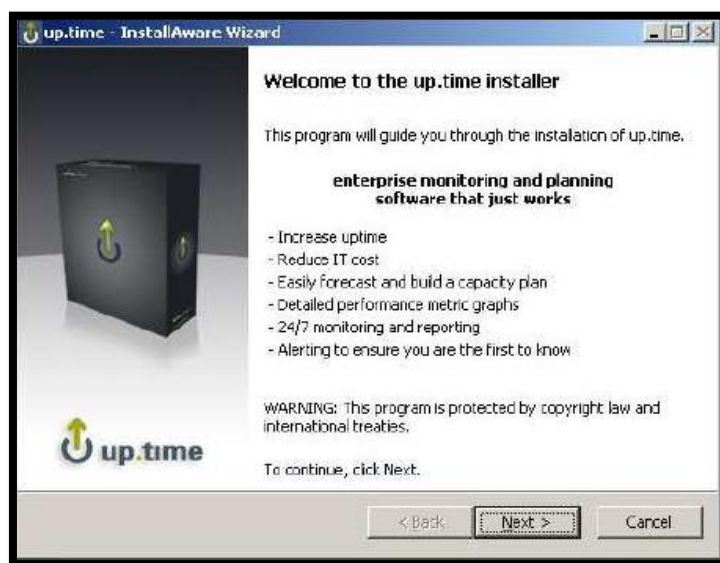 up.time - InstallAware Wizard
Welcome to the up.time installer
This program will guide you through the installation of up.time.
enterprise monitoring and planning
software that just works
- Increase uptime
- Reduce IT cost
- Easily forecast and build a capacity plan
- Detailed performance metric graphs
- 24/7 monitoring and reporting
- Alerting to ensure you are the first to know
WARNING: This program is protected by copyright law and
international treaties.
up.time
To continue, click Next.
< Back
Next >
Cancel